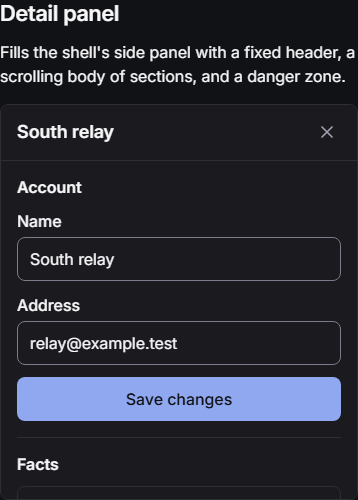 Detail panel
Fills the shell's side panel with a fixed header, a
scrolling body of sections, and a danger zone.
South relay
Account
Name
South relay
Address
relay@example.test
Save changes
Facts